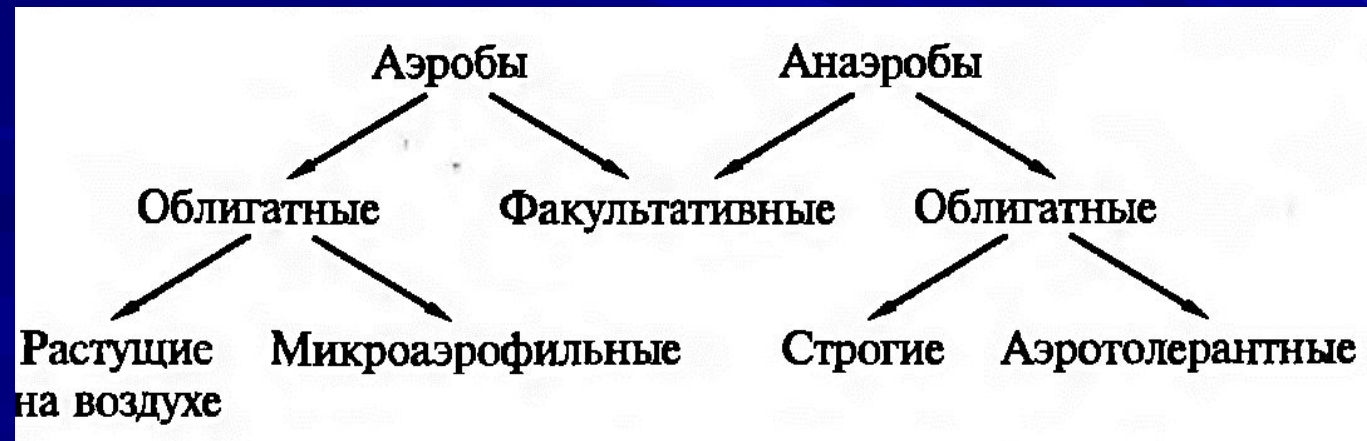 Аэробы Анаэробы
Облигатные Факультативные Облигатные
Растущие Микроаэрофильные Строгие Аэротолерантные
на воздухе